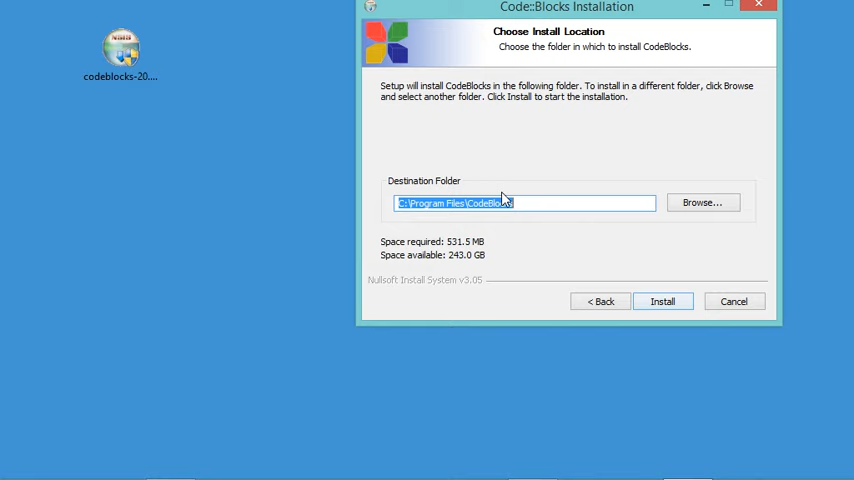 Code::Blocks Installation
codeblocks-20....
Choose Install Location
Choose the folder in which to install CodeBlocks.
Setup will install CodeBlocks in the following folder. To install in a different folder, click Browse
and select another folder. Click Install to start the installation.
Destination Folder
C:\Program Files\CodeBlocks
Browse...
Space required: 531.5 MB
Space available: 243.0 GB
Nullsoft Install System v3.05
< Back
Install
Cancel